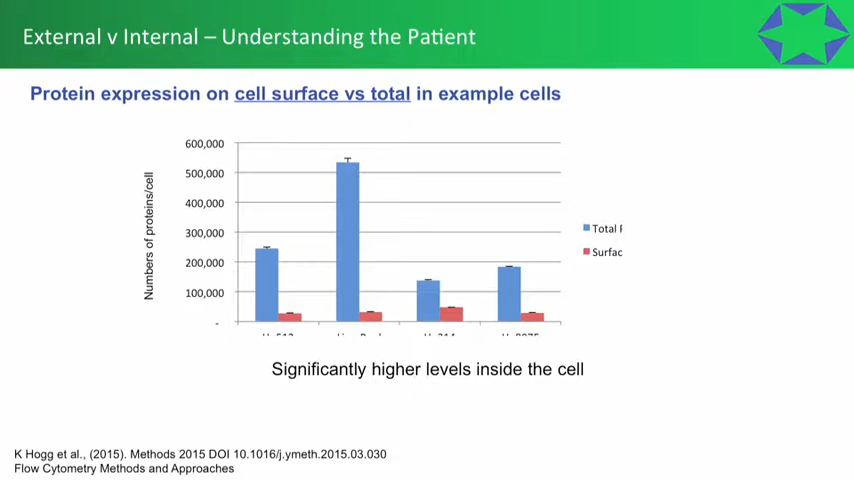 External v Internal – Understanding the Patient
Protein expression on cell surface vs total in example cells
600,000
500,000
400,000
300,000
200,000
100,000
-
Numbers of proteins/cell
Total
Surfac
Significantly higher levels inside the cell
K Hogg et al., (2015). Methods 2015 DOI 10.1016/j.ymeth.2015.03.030
Flow Cytometry Methods and Approaches